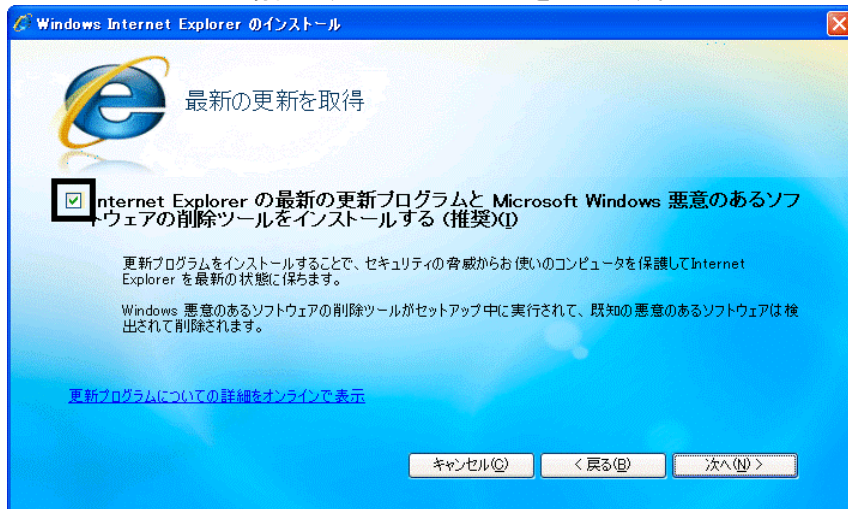 Windows Internet Explorer のインストール
最新の更新を取得
nternet Explorer の最新の更新プログラムと Microsoft Windows 悪意のあるソフ
トウェアの削除ツールをインストールする (推奨)(I)
更新プログラムをインストールすることで、セキュリティの脅威からお使いのコンピュータを保護してInternet
Explorer を最新の状態に保ちます。
Windows 悪意のあるソフトウェアの削除ツールがセットアップ中に実行されて、既知の悪意のあるソフトウェアは検
出されて削除されます。
更新プログラムについての詳細をオンラインで表示
キャンセル(C) < 戻る(B) 次へ(N) >